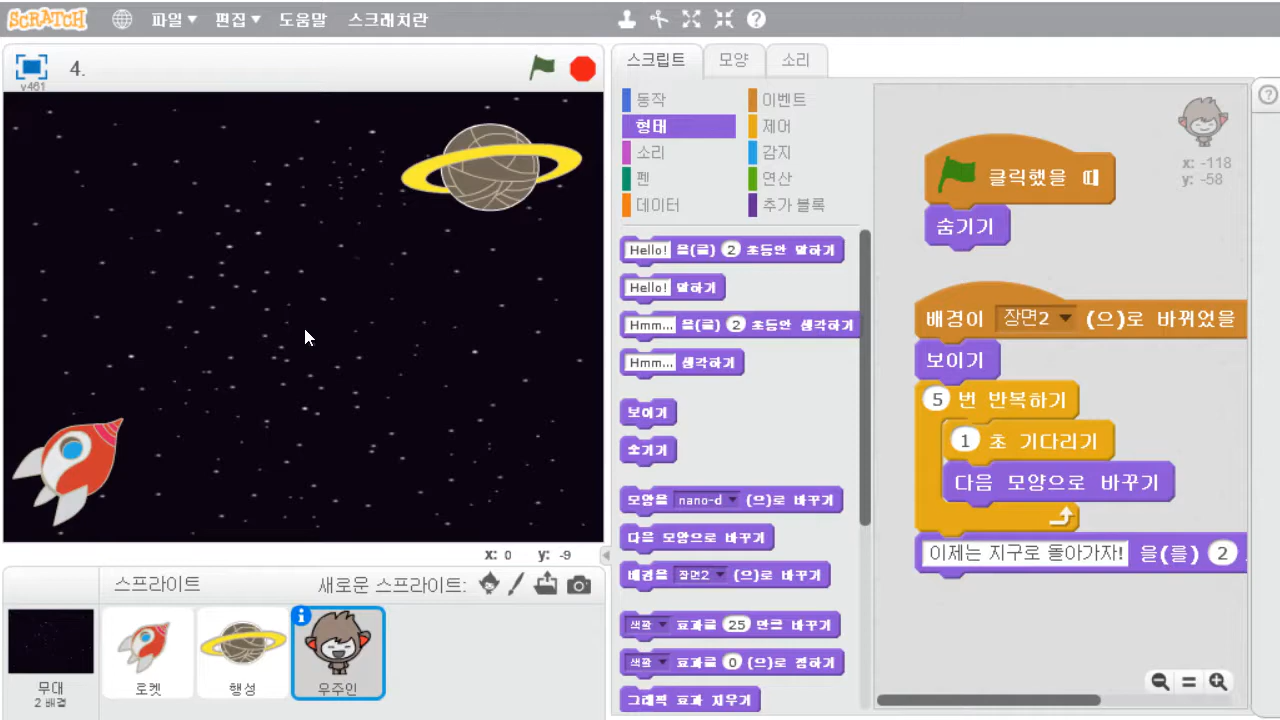 SCRATCH 파일 편집 도움말 스크래치란
4.
v461
스크립트 모양 소리
동작 이벤트
형태 제어
소리 감지
펜 연산
데이터 추가 블록
Hello! 을(를) 2 초동안 말하기
Hello! 말하기
Hmm... 을(를) 2 초동안 생각하기
Hmm... 생각하기
보이기
숨기기
모양을 nano-d (으)로 바꾸기
다음 모양으로 바꾸기
배경을 장면2 (으)로 바꾸기
색깔 효과를 25 만큼 바꾸기
색깔 효과를 0 (으)로 정하기
그래픽 효과 지우기
x: -118
y: -58
클릭했을 때
숨기기
배경이 장면2 (으)로 바뀌었을
보이기
5 번 반복하기
1 초 기다리기
다음 모양으로 바꾸기
이제는 지구로 돌아가자! 을(를) 2
x: 0 y: -9
스프라이트 새로운 스프라이트:
무대
2 배경
로켓
행성
우주인